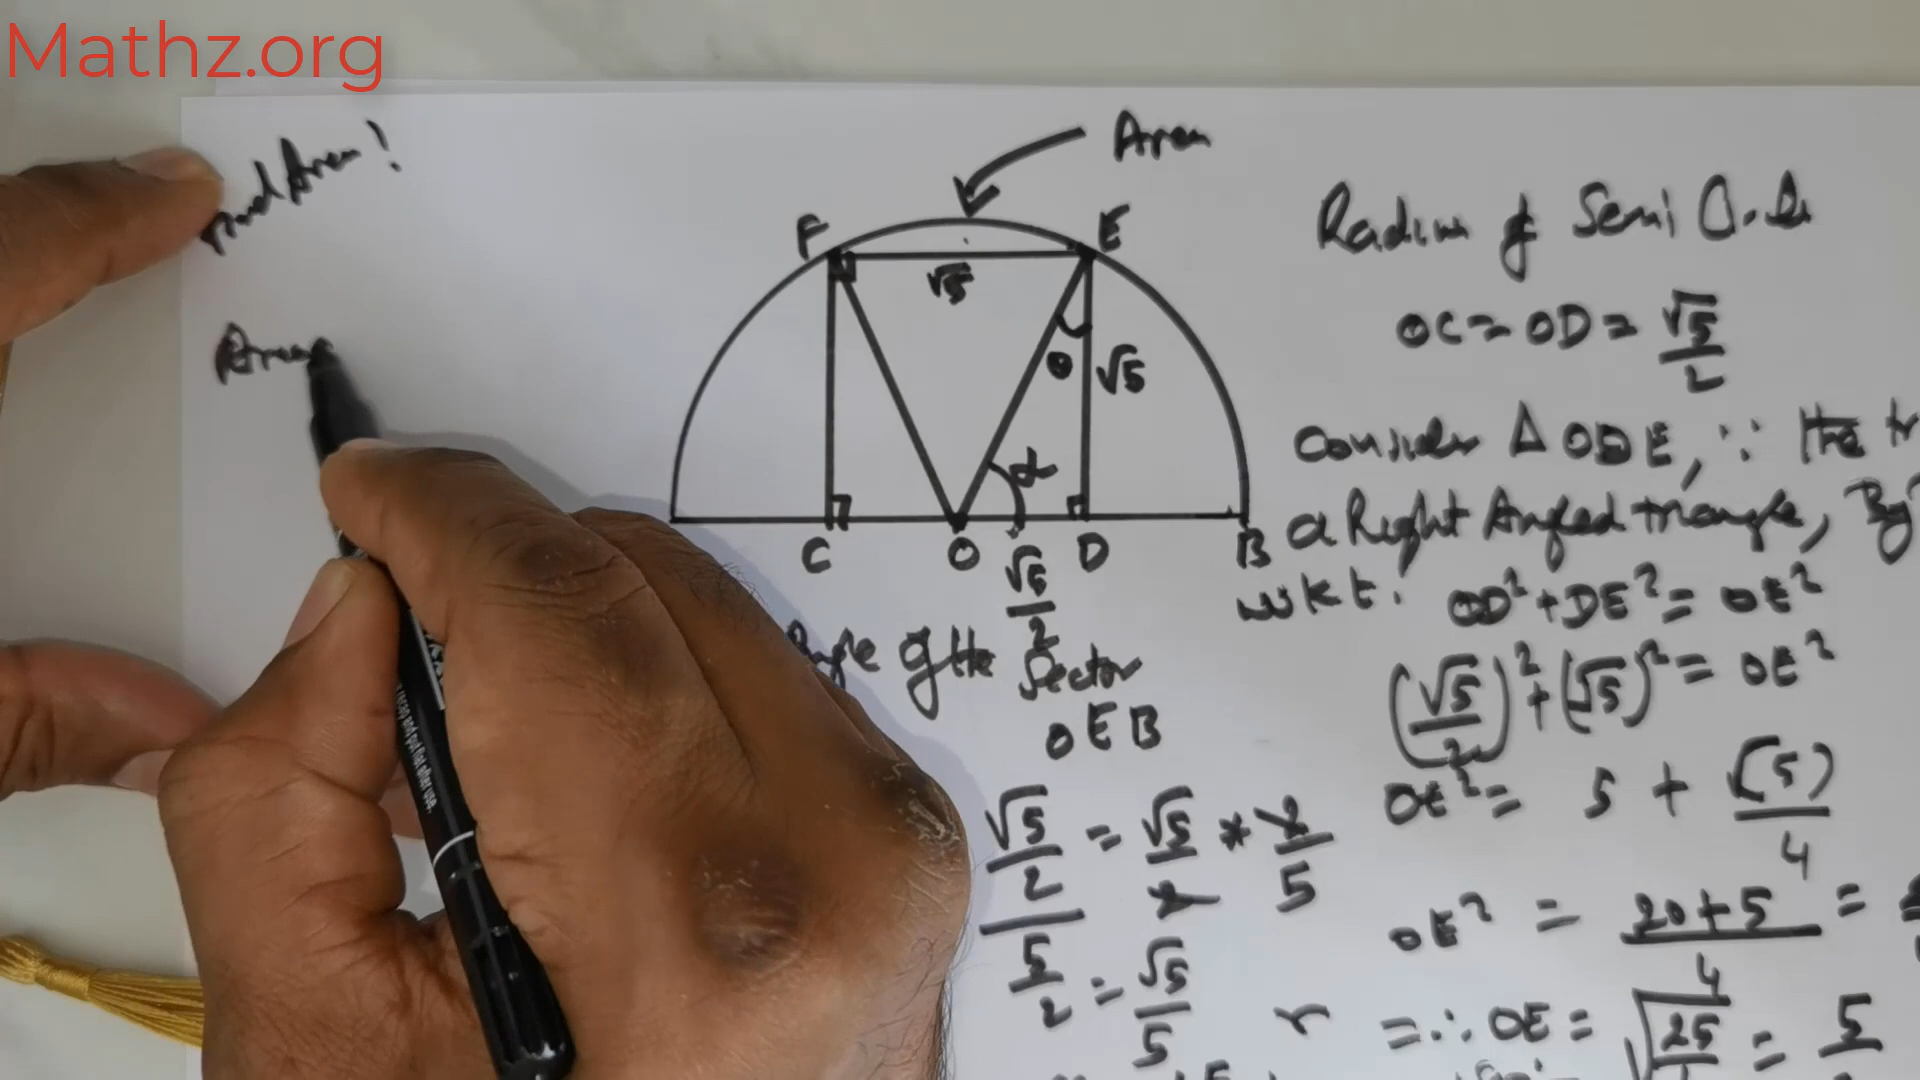 Mathz.org
Find Area!
Area
Area
F
E
√5
θ
√5
α
C
O
D
B
√5/2
Radius of Semi
OC = OD = √5/2
Consider Δ ODE, ∵ the tr
a Right Angled triangle, By
w k t. OD² + DE² = OE²
(√5/2)² + (√5)² = OE²
OE² = 5 + (5)/4
OE² = 20+5/4 =
=> ∴ OE = √25 = 5
Angle of the Sector
OEB
√5/2 / 5/2 = √5/2 * 2/5
= √5/5